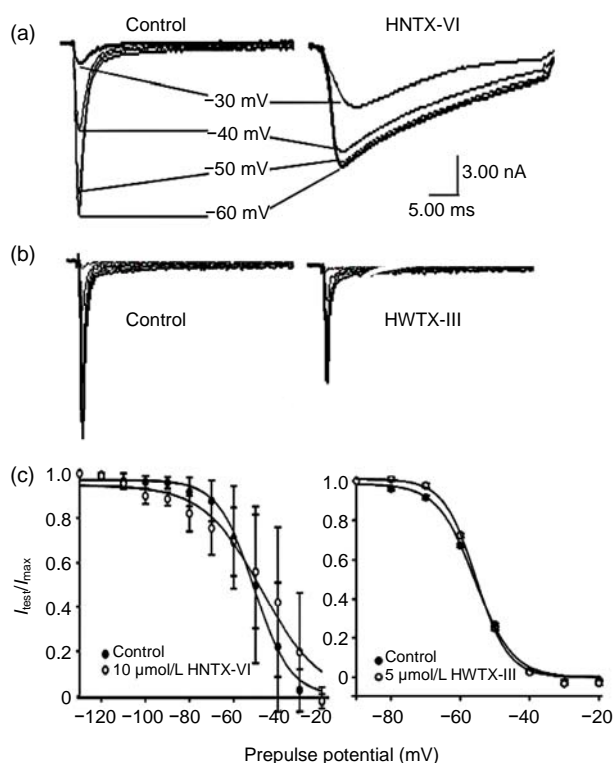 (a)
Control
HNTX-VI
−30 mV
−40 mV
−50 mV
−60 mV
3.00 nA
5.00 ms
(b)
Control
HWTX-III
(c)
Itest/Imax
1.0
0.8
0.6
0.4
0.2
0
Control
10 μmol/L HNTX-VI
−120 −100 −80 −60 −40 −20
1.0
0.8
0.6
0.4
0.2
0
Control
5 μmol/L HWTX-III
−80 −60 −40 −20
Prepulse potential (mV)